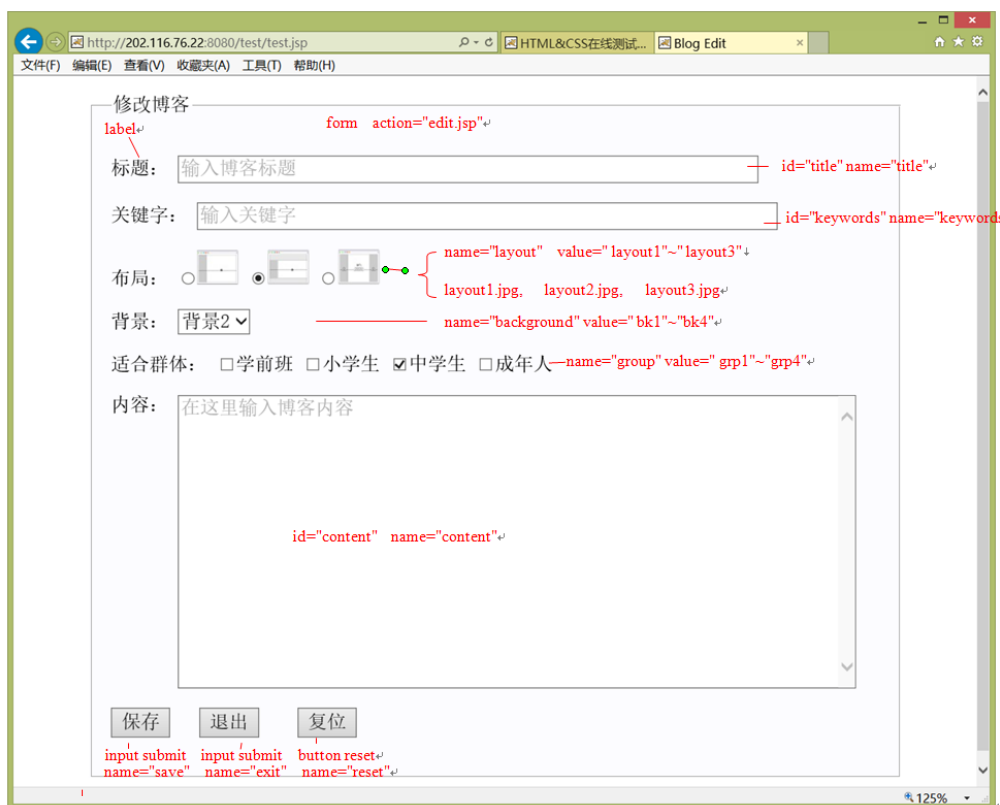 http://202.116.76.22:8080/test/test.jsp
HTML&CSS在线测试...
Blog Edit
文件(F) 编辑(E) 查看(V) 收藏夹(A) 工具(T) 帮助(H)
修改博客
label
form action="edit.jsp"
标题: 输入博客标题 id="title" name="title"
关键字: 输入关键字 id="keywords" name="keywords
布局: name="layout" value=" layout1"~"layout3"
layout1.jpg, layout2.jpg, layout3.jpg
背景: 背景2 name="background" value=" bk1"~"bk4"
适合群体: 学前班 小学生 中学生 成年人 name="group" value=" grp1"~"grp4"
内容: 在这里输入博客内容
id="content" name="content"
保存 退出 复位
input submit input submit button reset
name="save" name="exit" name="reset"
125%